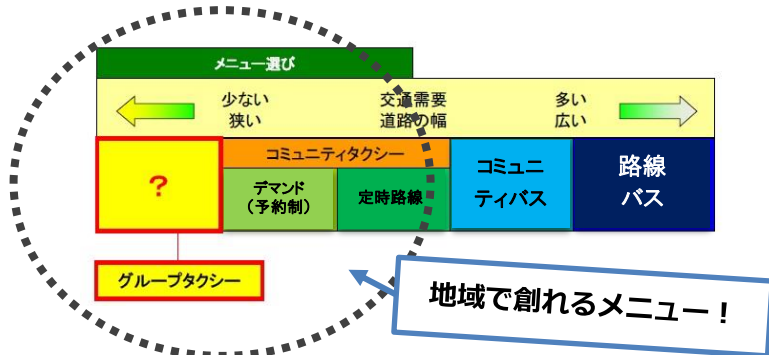 メニュー選び
少ない 交通需要 多い
狭い 道路の幅 広い
?
コミュニティタクシー
デマンド
（予約制）
定時路線
コミュニ
ティバス
路線
バス
グループタクシー
地域で創れるメニュー！